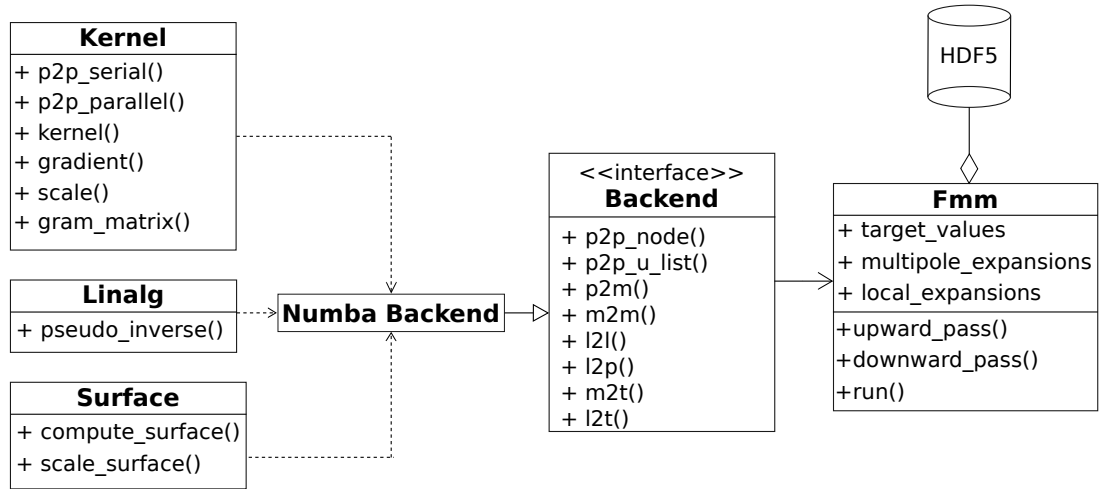 Kernel
+ p2p_serial()
+ p2p_parallel()
+ kernel()
+ gradient()
+ scale()
+ gram_matrix()
Linalg
+ pseudo_inverse()
Surface
+ compute_surface()
+ scale_surface()
Numba Backend
<<interface>>
Backend
+ p2p_node()
+ p2p_u_list()
+ p2m()
+ m2m()
+ l2l()
+ l2p()
+ m2t()
+ l2t()
HDF5
Fmm
+ target_values
+ multipole_expansions
+ local_expansions
+upward_pass()
+downward_pass()
+run()